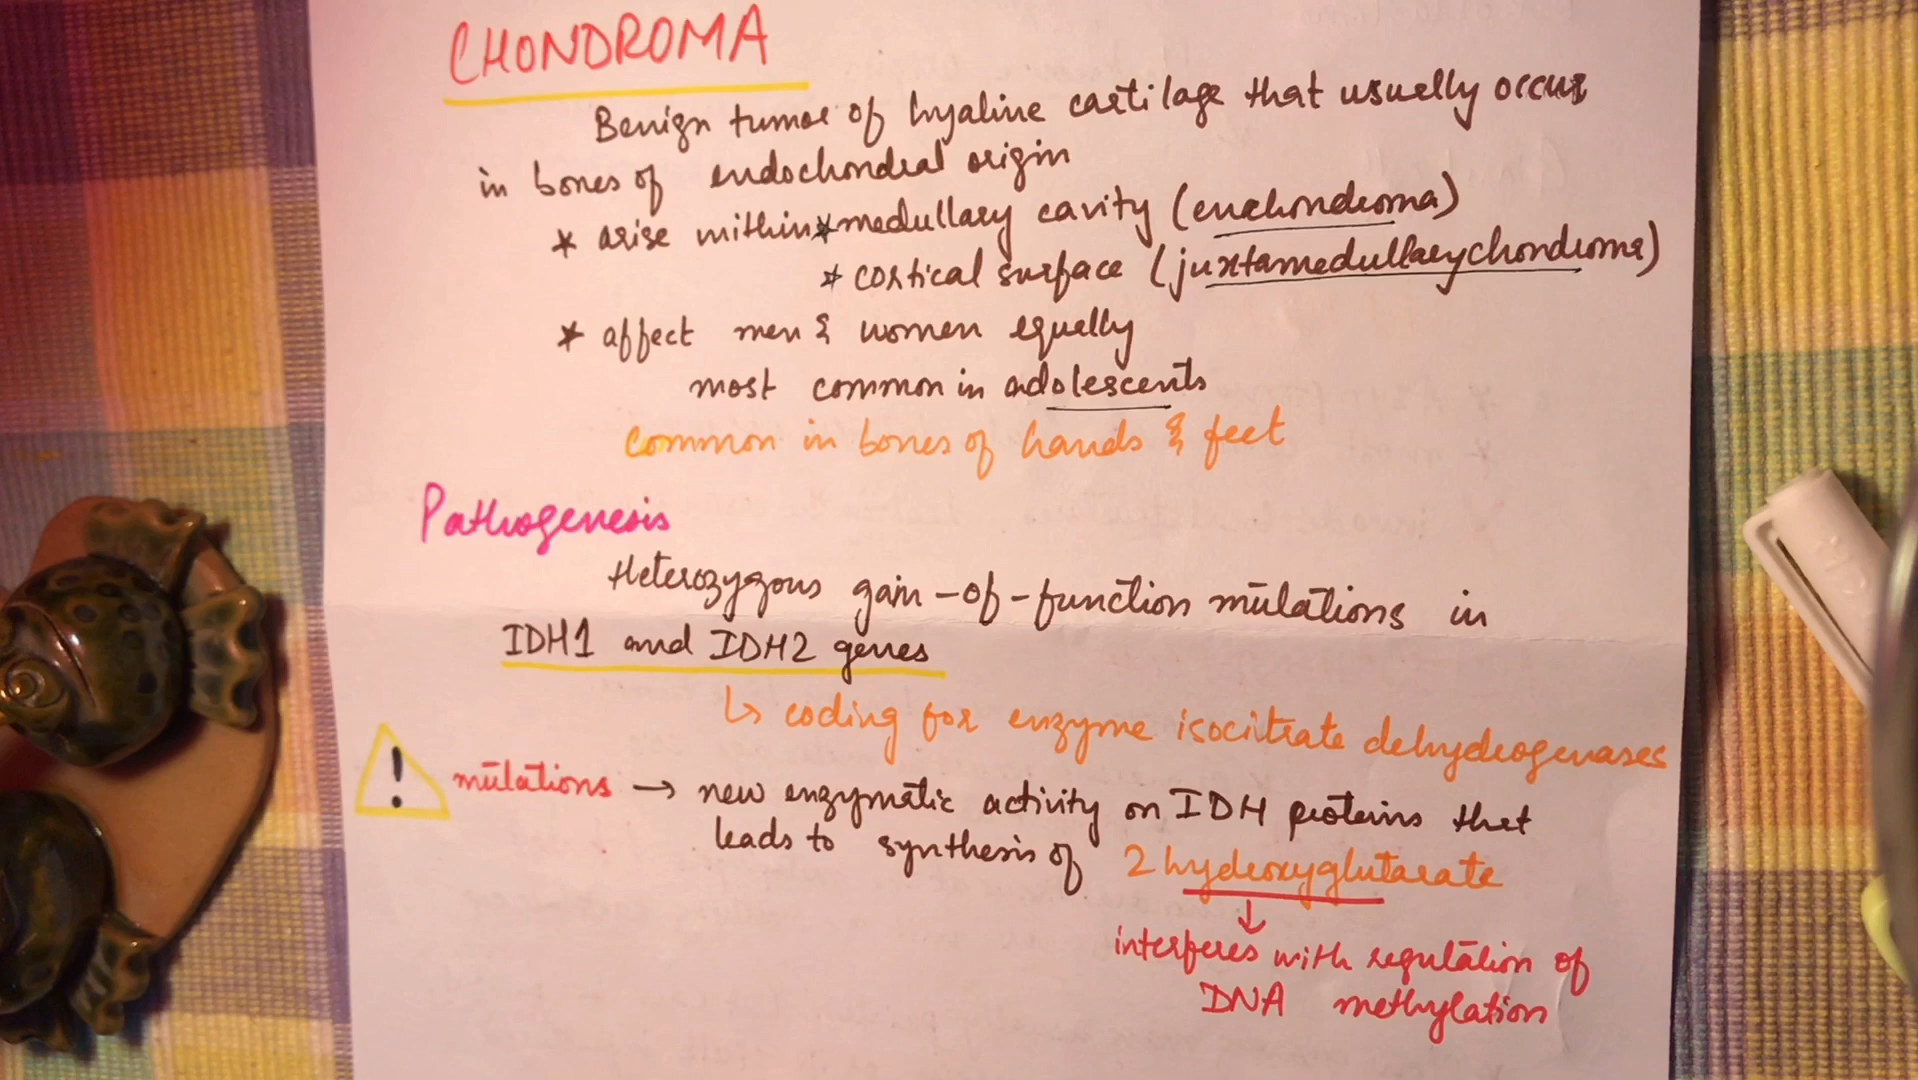 CHONDROMA
Benign tumor of hyaline cartilage that usually occur
in bones of endochondral origin
* arise within * medullary cavity (enchondroma)
* cortical surface (juxtamedullarychondroma)
* affect men & women equally
most common in adolescents
common in bones of hands & feet
Pathogenesis
Heterozygous gain-of-function mutations in
IDH1 and IDH2 genes
↳ coding for enzyme isocitrate dehydrogenases
! mutations → new enzymatic activity on IDH proteins that
leads to synthesis of 2 hydroxyglutarate
↓
interferes with regulation of
DNA methylation